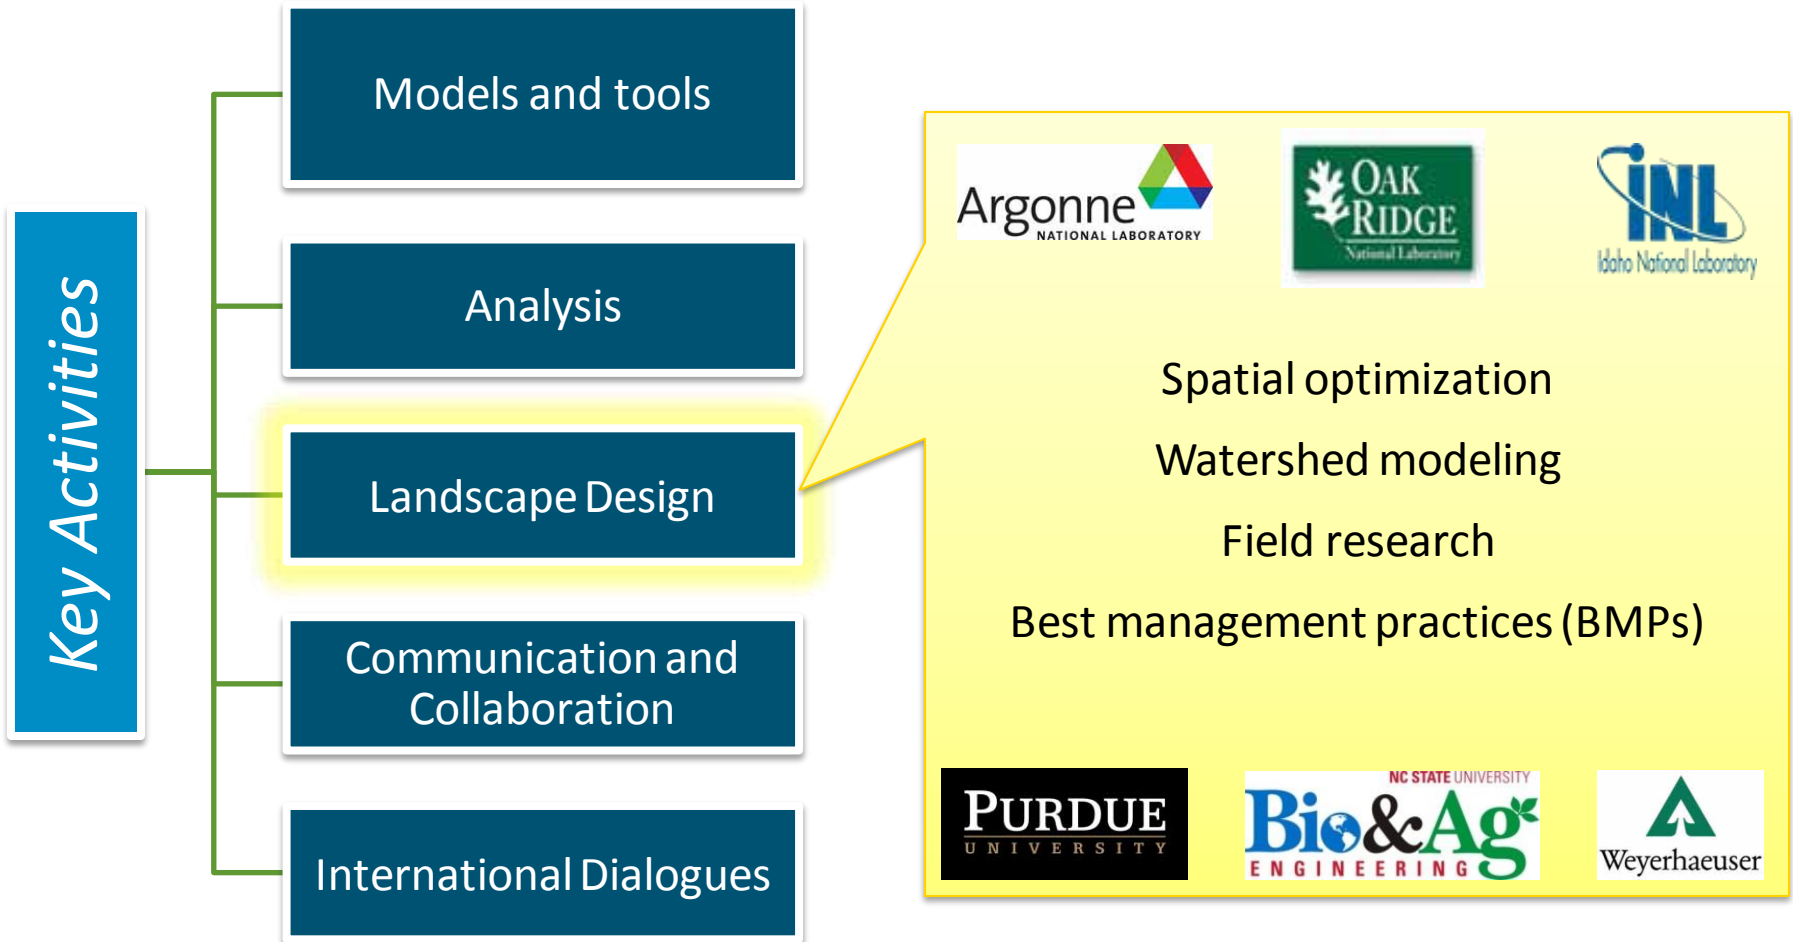 Key Activities
Models and tools
Analysis
Landscape Design
Communication and
Collaboration
International Dialogues
Argonne
NATIONAL LABORATORY
OAK
RIDGE
National Laboratory
INL
Idaho National Laboratory
Spatial optimization
Watershed modeling
Field research
Best management practices (BMPs)
PURDUE
UNIVERSITY
NC STATE UNIVERSITY
Bio&Ag
ENGINEERING
Weyerhaeuser